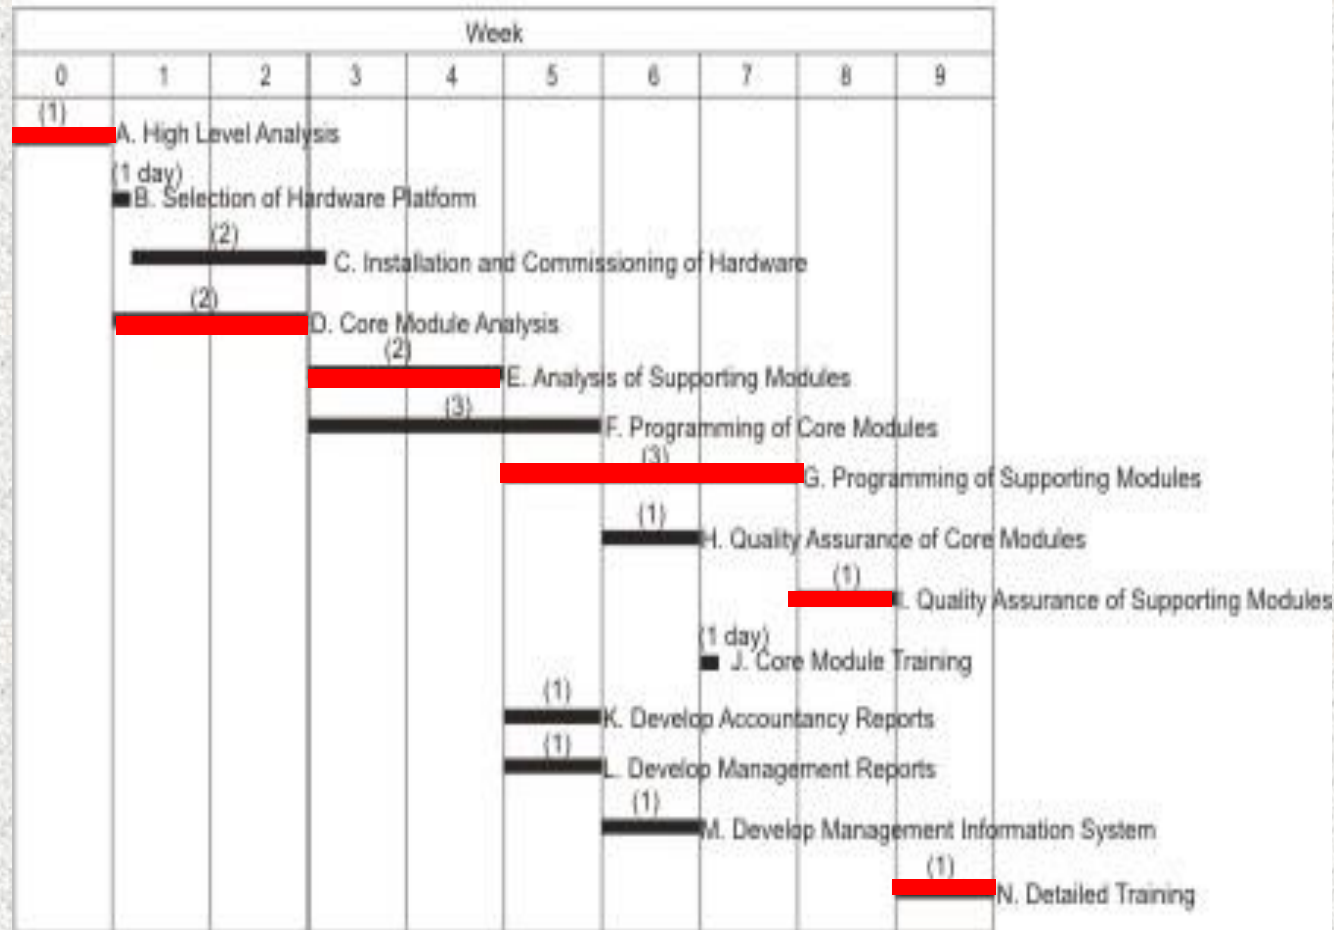 Week
0 1 2 3 4 5 6 7 8 9
(1)
A. High Level Analysis
(1 day)
B. Selection of Hardware Platform
(2)
C. Installation and Commissioning of Hardware
(2)
D. Core Module Analysis
(2)
E. Analysis of Supporting Modules
(3)
F. Programming of Core Modules
(3)
G. Programming of Supporting Modules
(1)
H. Quality Assurance of Core Modules
(1)
I. Quality Assurance of Supporting Modules
(1 day)
J. Core Module Training
(1)
K. Develop Accountancy Reports
(1)
L. Develop Management Reports
(1)
M. Develop Management Information System
(1)
N. Detailed Training